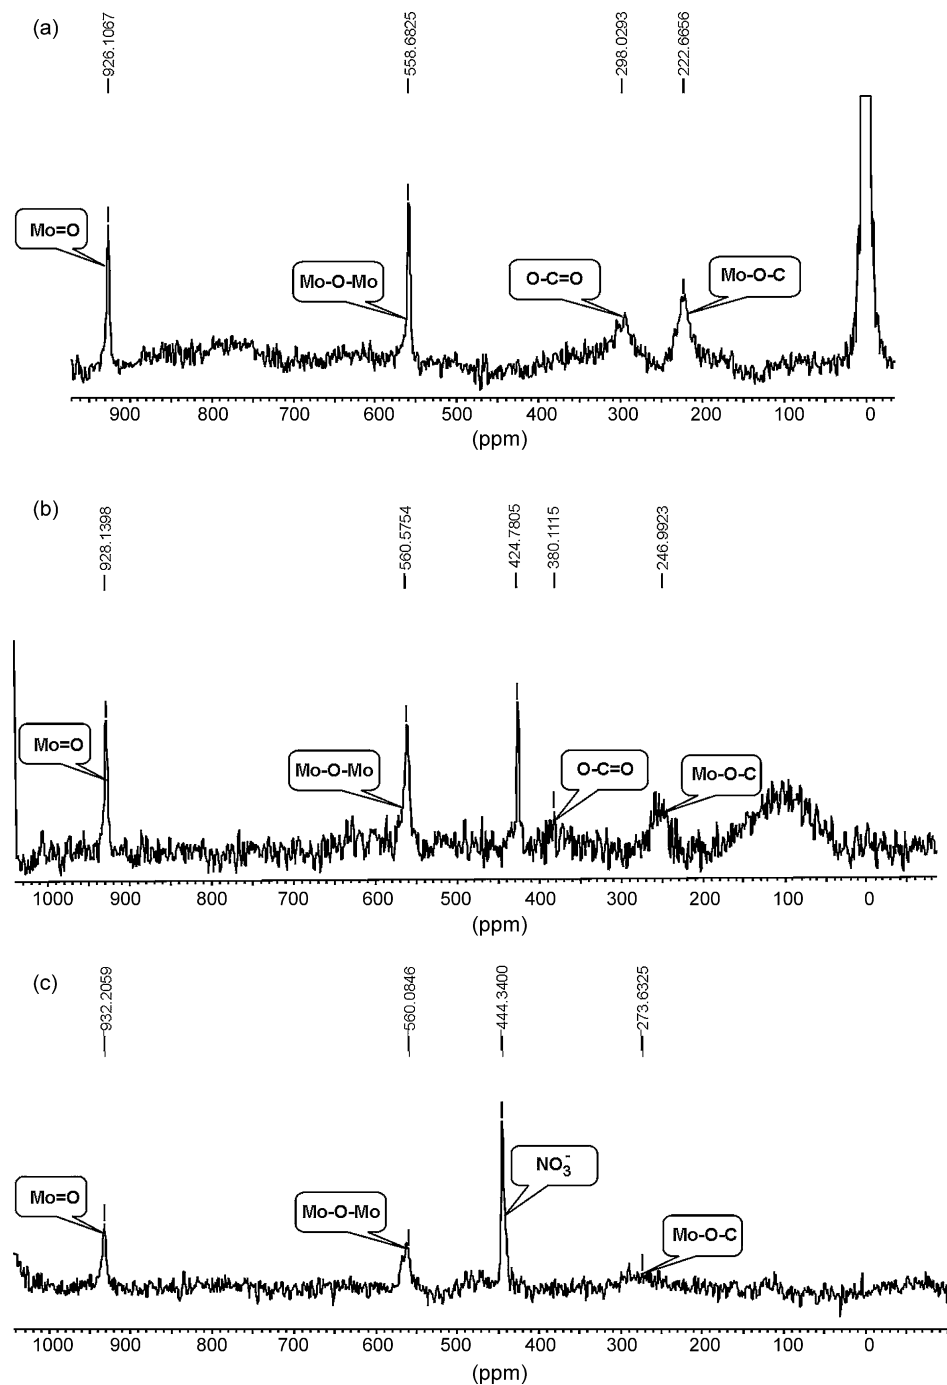 (a)
926.1067
558.6825
298.0293
222.6656
Mo=O
Mo-O-Mo
O-C=O
Mo-O-C
900 800 700 600 500 400 300 200 100 0
(ppm)
(b)
928.1398
560.5754
424.7805
380.1115
246.9923
Mo=O
Mo-O-Mo
O-C=O
Mo-O-C
1000 900 800 700 600 500 400 300 200 100 0
(ppm)
(c)
932.2059
560.0846
444.3400
273.6325
Mo=O
Mo-O-Mo
NO₃⁻
Mo-O-C
1000 900 800 700 600 500 400 300 200 100 0
(ppm)